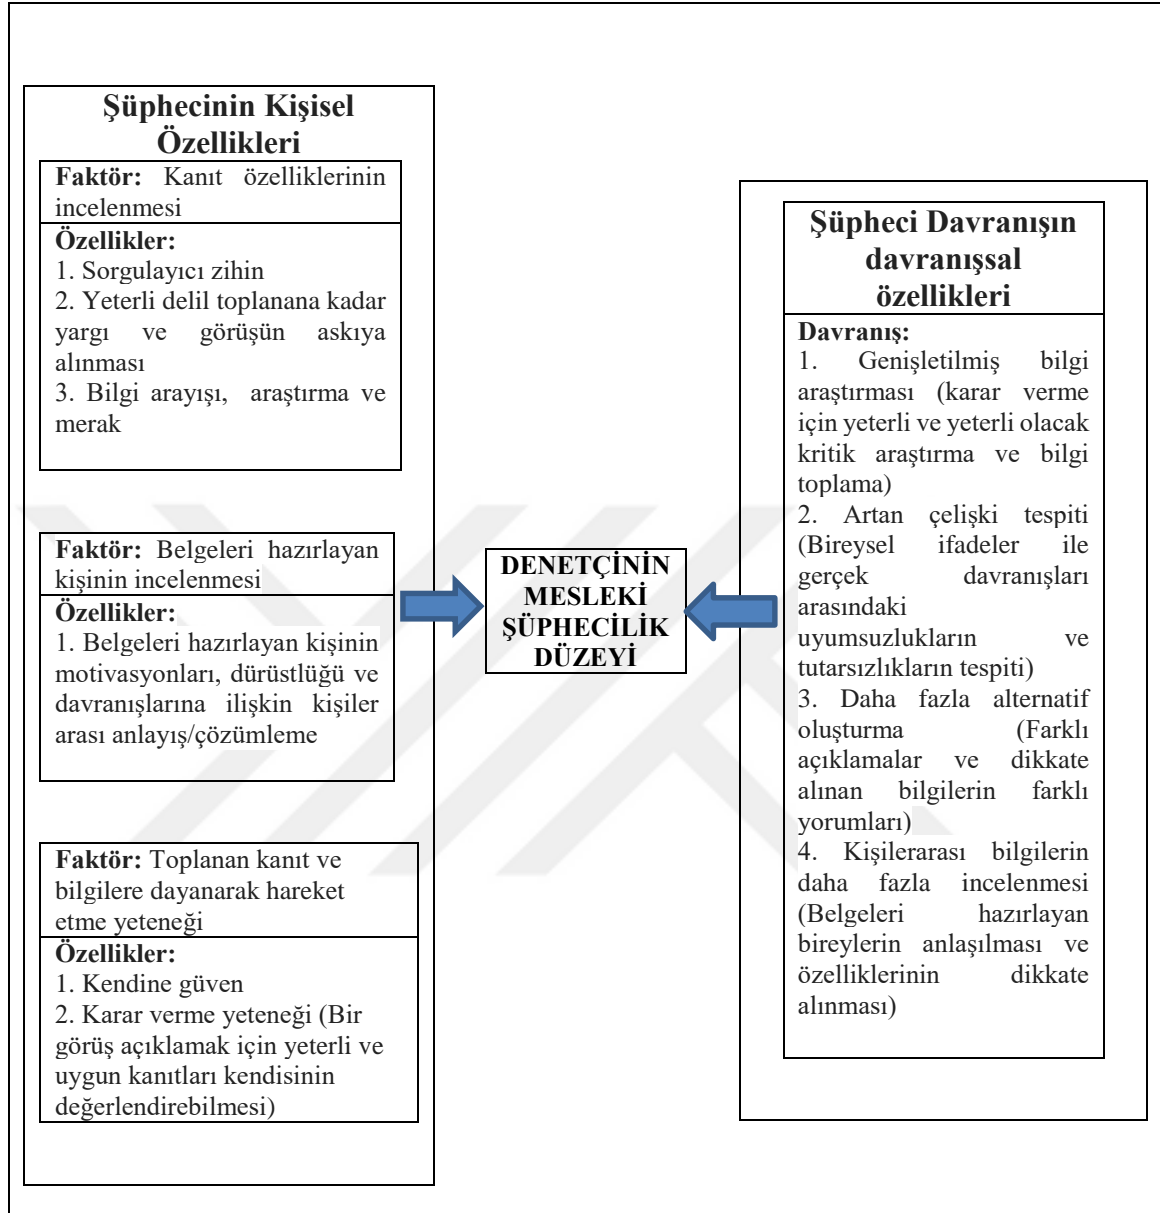 Şüphecinin Kişisel
Özellikleri
Faktör: Kanıt özelliklerinin
incelenmesi
Özellikler:
1. Sorgulayıcı zihin
2. Yeterli delil toplanana kadar
yargı ve görüşün askıya
alınması
3. Bilgi arayışı, araştırma ve
merak
Faktör: Belgeleri hazırlayan
kişinin incelenmesi
Özellikler:
1. Belgeleri hazırlayan kişinin
motivasyonları, dürüstlüğü ve
davranışlarına ilişkin kişiler
arası anlayış/çözümleme
Faktör: Toplanan kanıt ve
bilgilere dayanarak hareket
etme yeteneği
Özellikler:
1. Kendine güven
2. Karar verme yeteneği (Bir
görüş açıklamak için yeterli ve
uygun kanıtları kendisinin
değerlendirebilmesi)
DENETÇİNİN
MESLEKİ
ŞÜPHECİLİK
DÜZEYİ
Şüpheci Davranışın
davranışsal
özellikleri
Davranış:
1. Genişletilmiş bilgi
araştırması (karar verme
için yeterli ve yeterli olacak
kritik araştırma ve bilgi
toplama)
2. Artan çelişki tespiti
(Bireysel ifadeler ile
gerçek davranışları
arasındaki
uyumsuzlukların ve
tutarsızlıkların tespiti)
3. Daha fazla alternatif
oluşturma (Farklı
açıklamalar ve dikkate
alınan bilgilerin farklı
yorumları)
4. Kişilerarası bilgilerin
daha fazla incelenmesi
(Belgeleri hazırlayan
bireylerin anlaşılması ve
özelliklerinin dikkate
alınması)